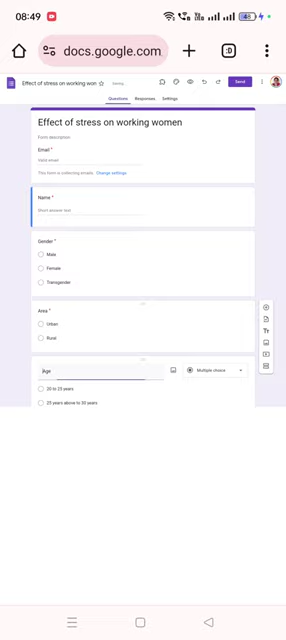 08:49
48
docs.google.com
:D
Effect of stress on working won
Saving...
Send
Questions Responses Settings
Effect of stress on working women
Form description
Email *
Valid email
This form is collecting emails. Change settings
Name *
Short answer text
Gender *
Male
Female
Transgender
Area *
Urban
Rural
Age
Multiple choice
20 to 25 years
25 years above to 30 years